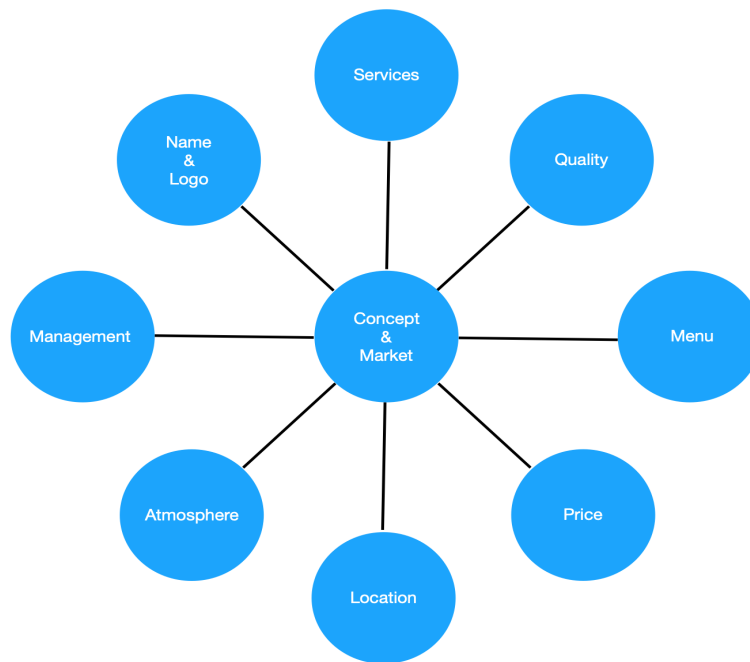 Services
Name
&
Logo
Quality
Management
Concept
&
Market
Menu
Atmosphere
Price
Location